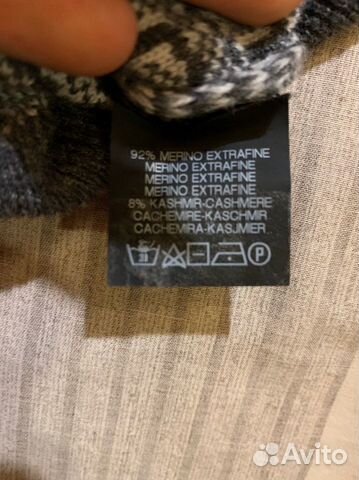 92% MERINO EXTRAFINE
MERINO EXTRAFINE
MERINO EXTRAFINE
MERINO EXTRAFINE
8% KASHMIR-CASHMERE
CACHEMIRE-KASCHMIR
CACHEMIRA-KASJMIER
P
Avito